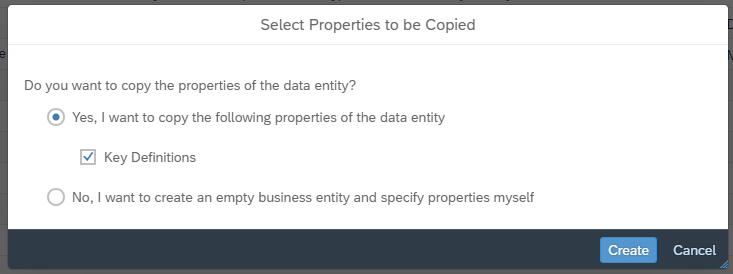 Select Properties to be Copied
Do you want to copy the properties of the data entity?
Yes, I want to copy the following properties of the data entity
Key Definitions
No, I want to create an empty business entity and specify properties myself
Create Cancel